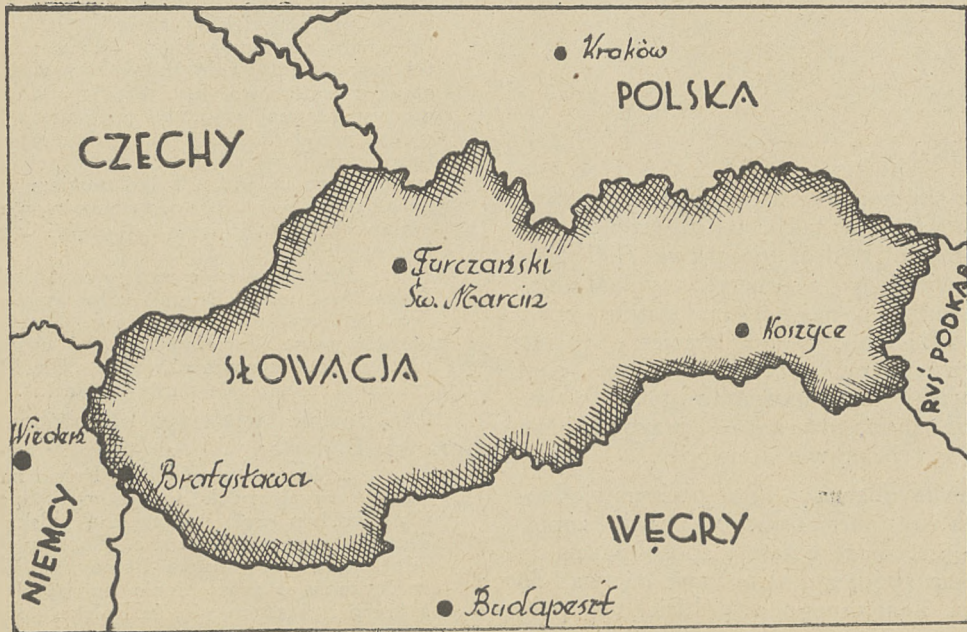 Kraków
POLSKA
CZECHY
Turczański
Św. Marcin
RUŚ PODKAR
Koszyce
SŁOWACJA
Wiedeń
Bratysława
NIEMCY
WĘGRY
Budapeszt